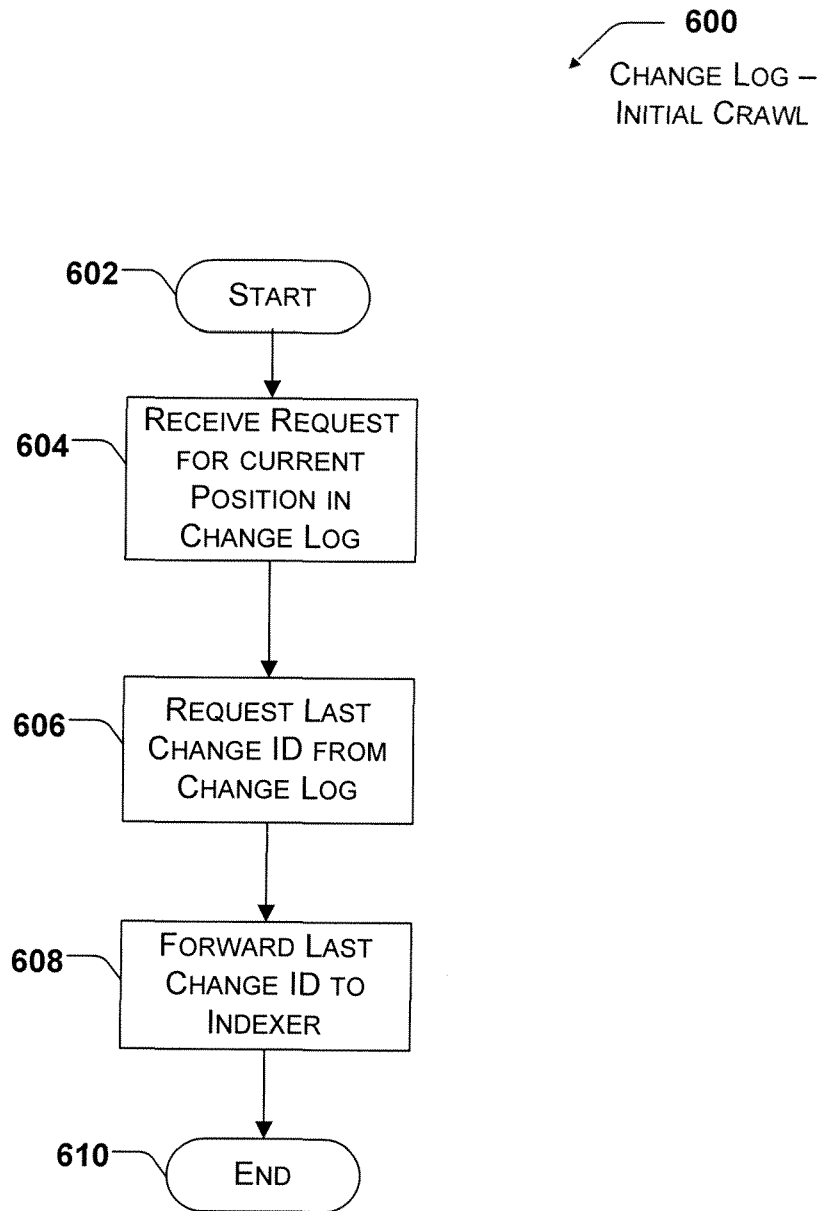 600
CHANGE LOG –
INITIAL CRAWL
602
START
604
RECEIVE REQUEST
FOR CURRENT
POSITION IN
CHANGE LOG
606
REQUEST LAST
CHANGE ID FROM
CHANGE LOG
608
FORWARD LAST
CHANGE ID TO
INDEXER
610
END